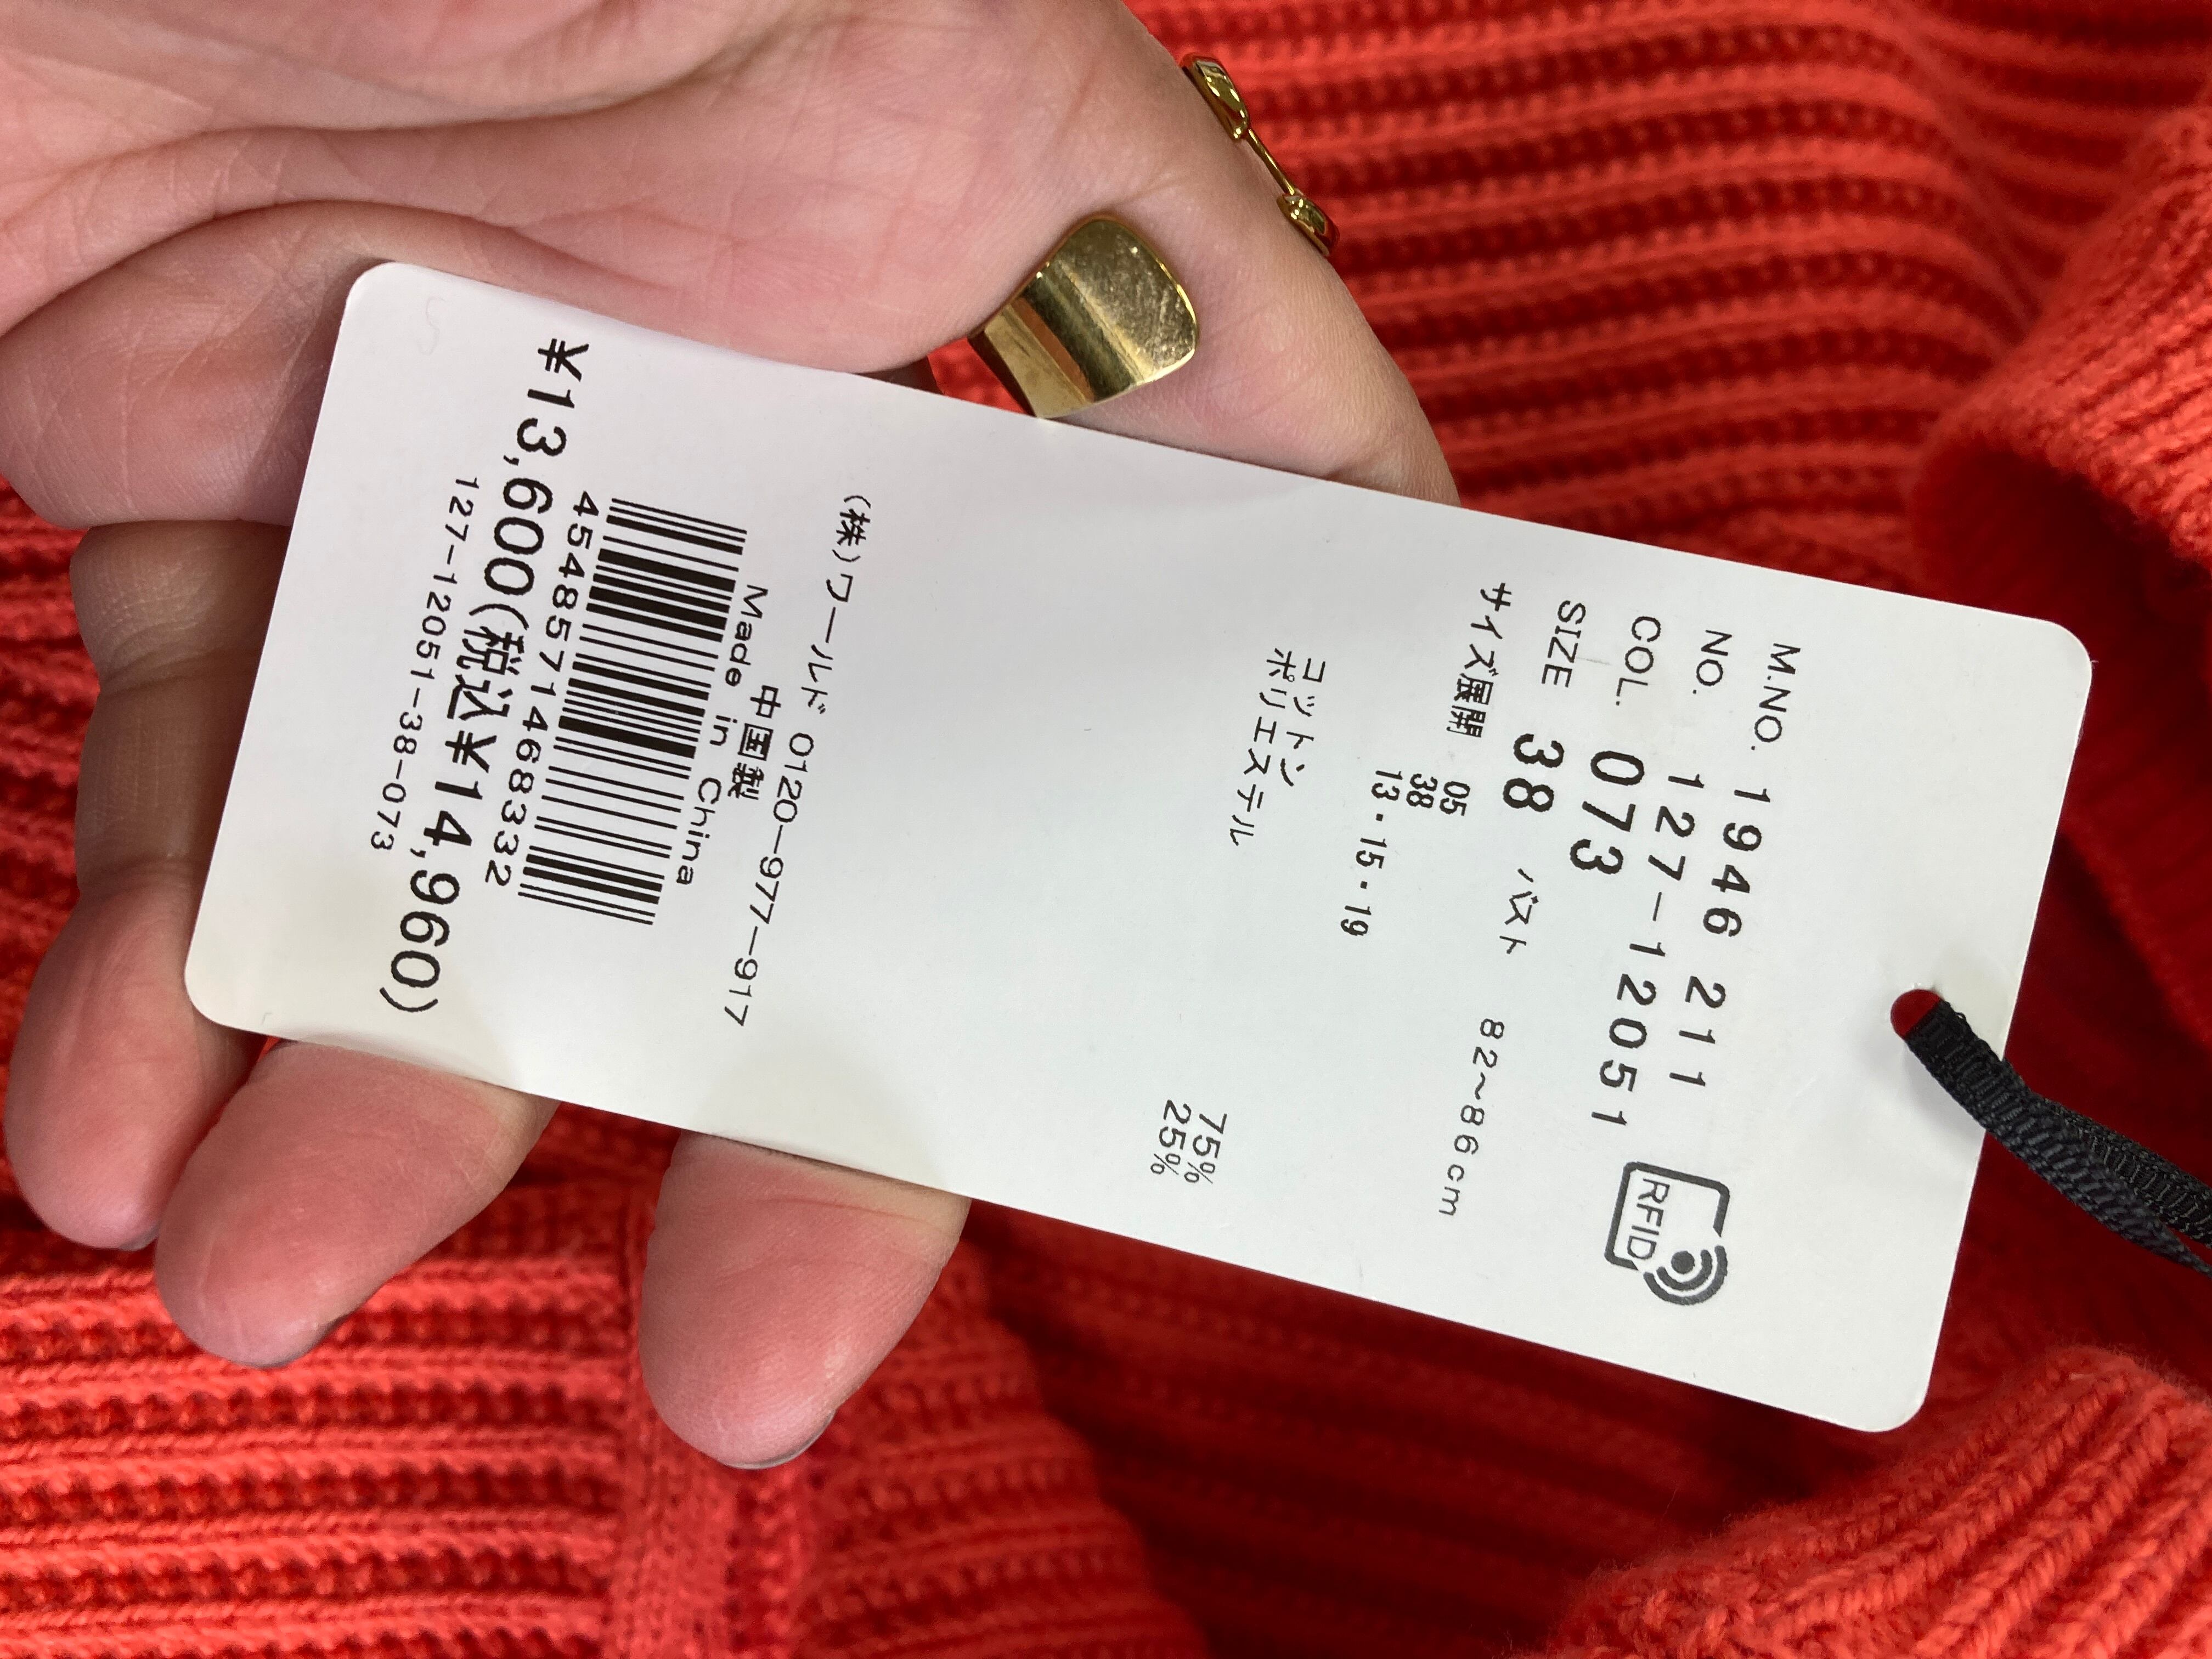 M.NO. 1946 211
NO. 127-12051
COL. 073
SIZE 38 バスト 82~86cm
サイズ展開 05
38
13・15・19
コットン 75%
ポリエステル 25%
RFID
(株)ワールド 0120-977-917
中国製
Made in China
4548571468332
¥13,600(税込¥14,960)
127-12051-38-073